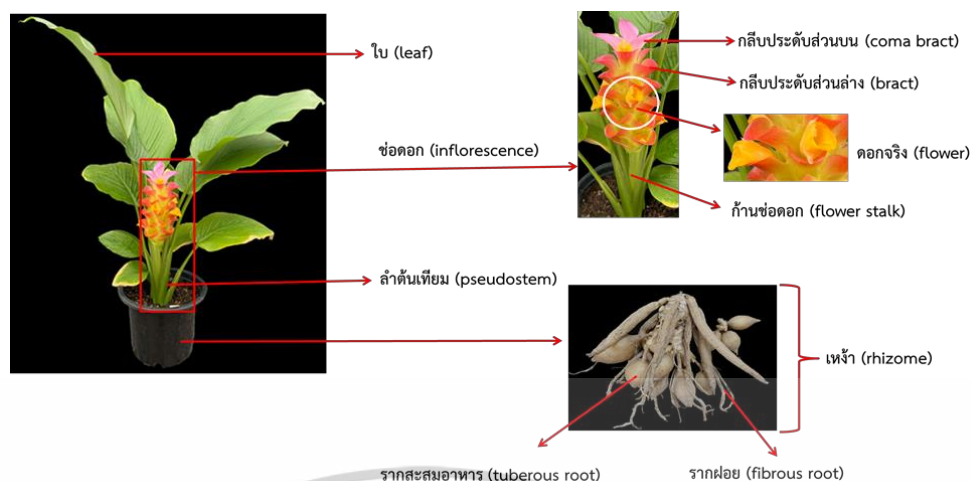 ใบ (leaf)
ช่อดอก (inflorescence)
ลำต้นเทียม (pseudostem)
กลีบประดับส่วนบน (coma bract)
กลีบประดับส่วนล่าง (bract)
ดอกจริง (flower)
ก้านช่อดอก (flower stalk)
เหง้า (rhizome)
รากสะสมอาหาร (tuberous root)
รากฝอย (fibrous root)